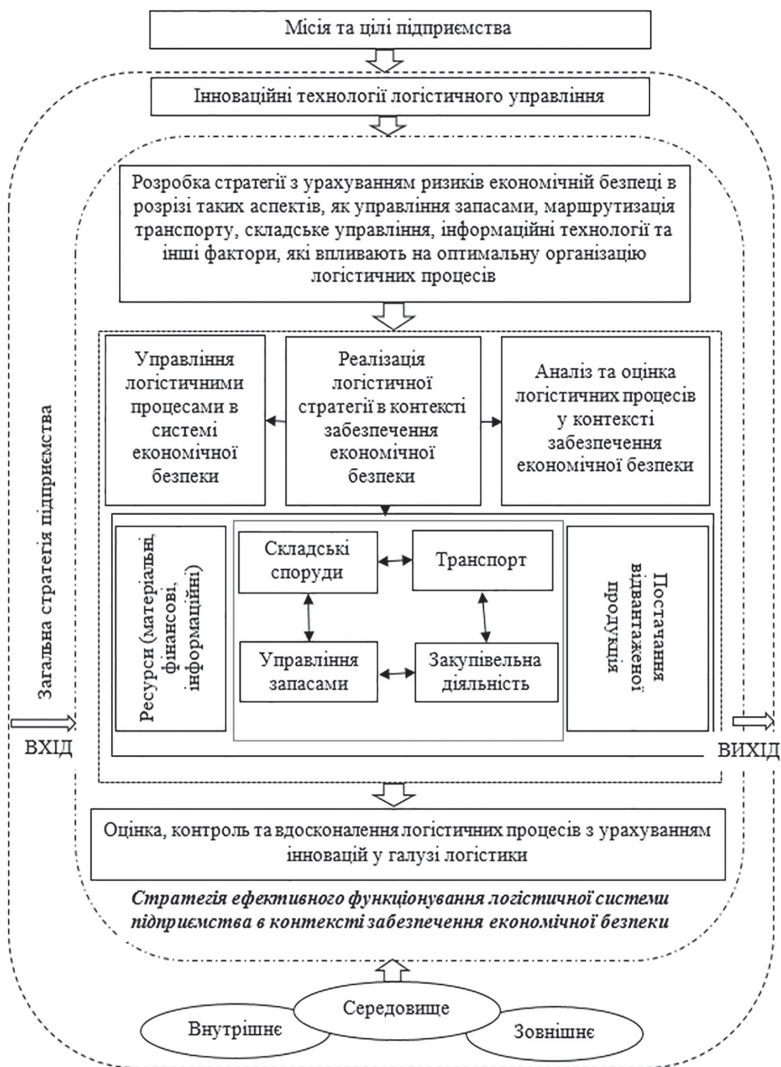 Місія та цілі підприємства
Інноваційні технології логістичного управління
Розробка стратегії з урахуванням ризиків економічній безпеці в
розрізі таких аспектів, як управління запасами, маршрутизація
транспорту, складське управління, інформаційні технології та
інші фактори, які впливають на оптимальну організацію
логістичних процесів
Управління
логістичними
процесами в
системі
економічної
безпеки
Реалізація
логістичної
стратегії в контексті
забезпечення
економічної
безпеки
Аналіз та оцінка
логістичних процесів
у контексті
забезпечення
економічної безпеки
Загальна стратегія підприємства
Ресурси (матеріальні,
фінансові,
інформаційні)
Складські
споруди
Транспорт
Управління
запасами
Закупівельна
діяльність
Постачання
відвантаженої
продукція
ВХІД
ВИХІД
Оцінка, контроль та вдосконалення логістичних процесів з урахуванням
інновацій у галузі логістики
Стратегія ефективного функціонування логістичної системи
підприємства в контексті забезпечення економічної безпеки
Середовище
Внутрішнє
Зовнішнє